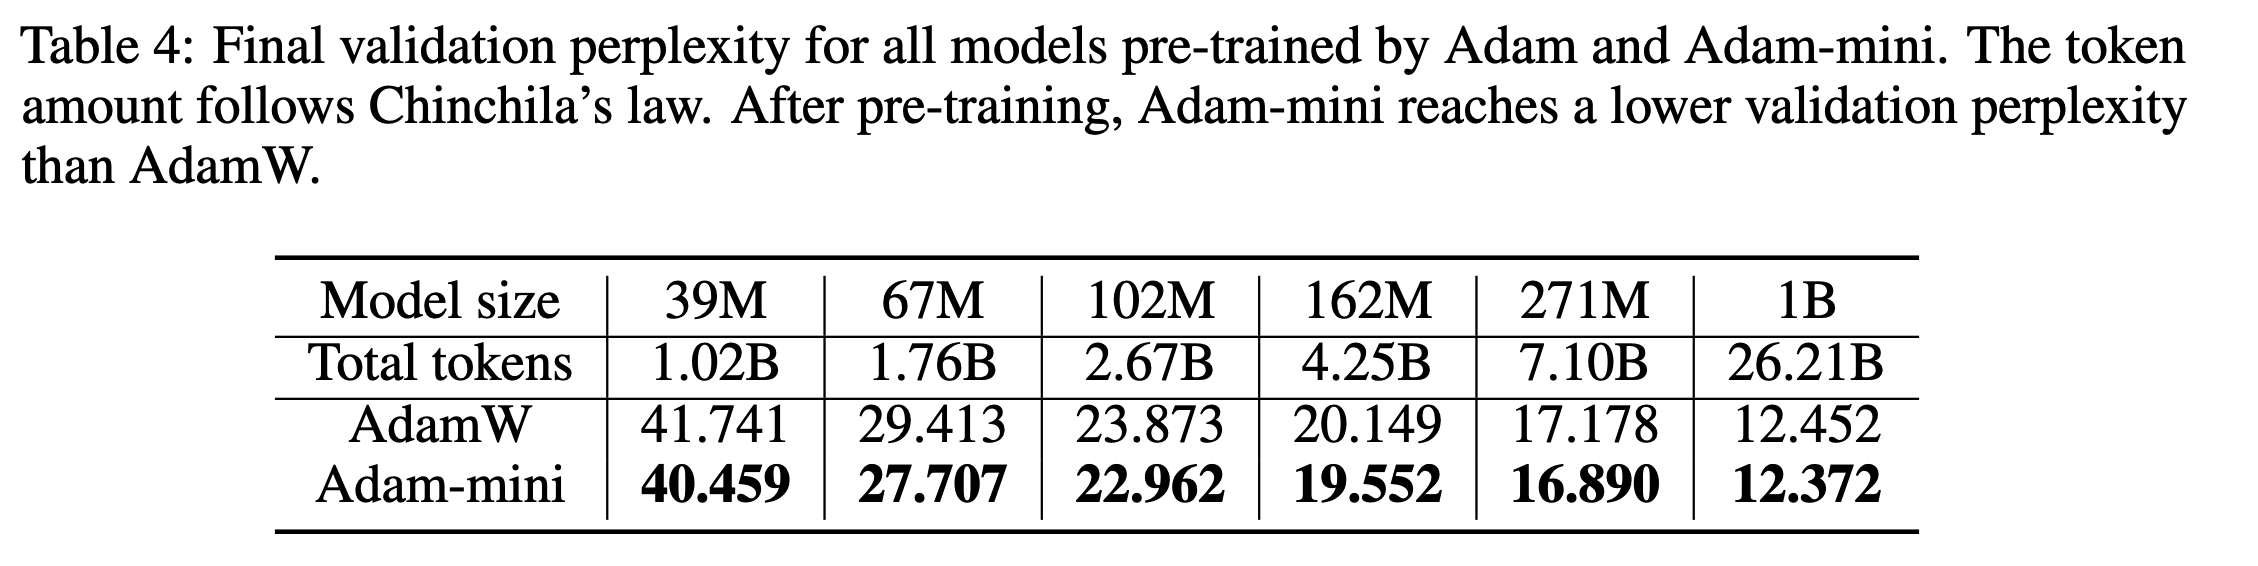 Table 4: Final validation perplexity for all models pre-trained by Adam and Adam-mini. The token
amount follows Chinchila’s law. After pre-training, Adam-mini reaches a lower validation perplexity
than AdamW.
Model size 39M 67M 102M 162M 271M 1B
Total tokens 1.02B 1.76B 2.67B 4.25B 7.10B 26.21B
AdamW 41.741 29.413 23.873 20.149 17.178 12.452
Adam-mini 40.459 27.707 22.962 19.552 16.890 12.372